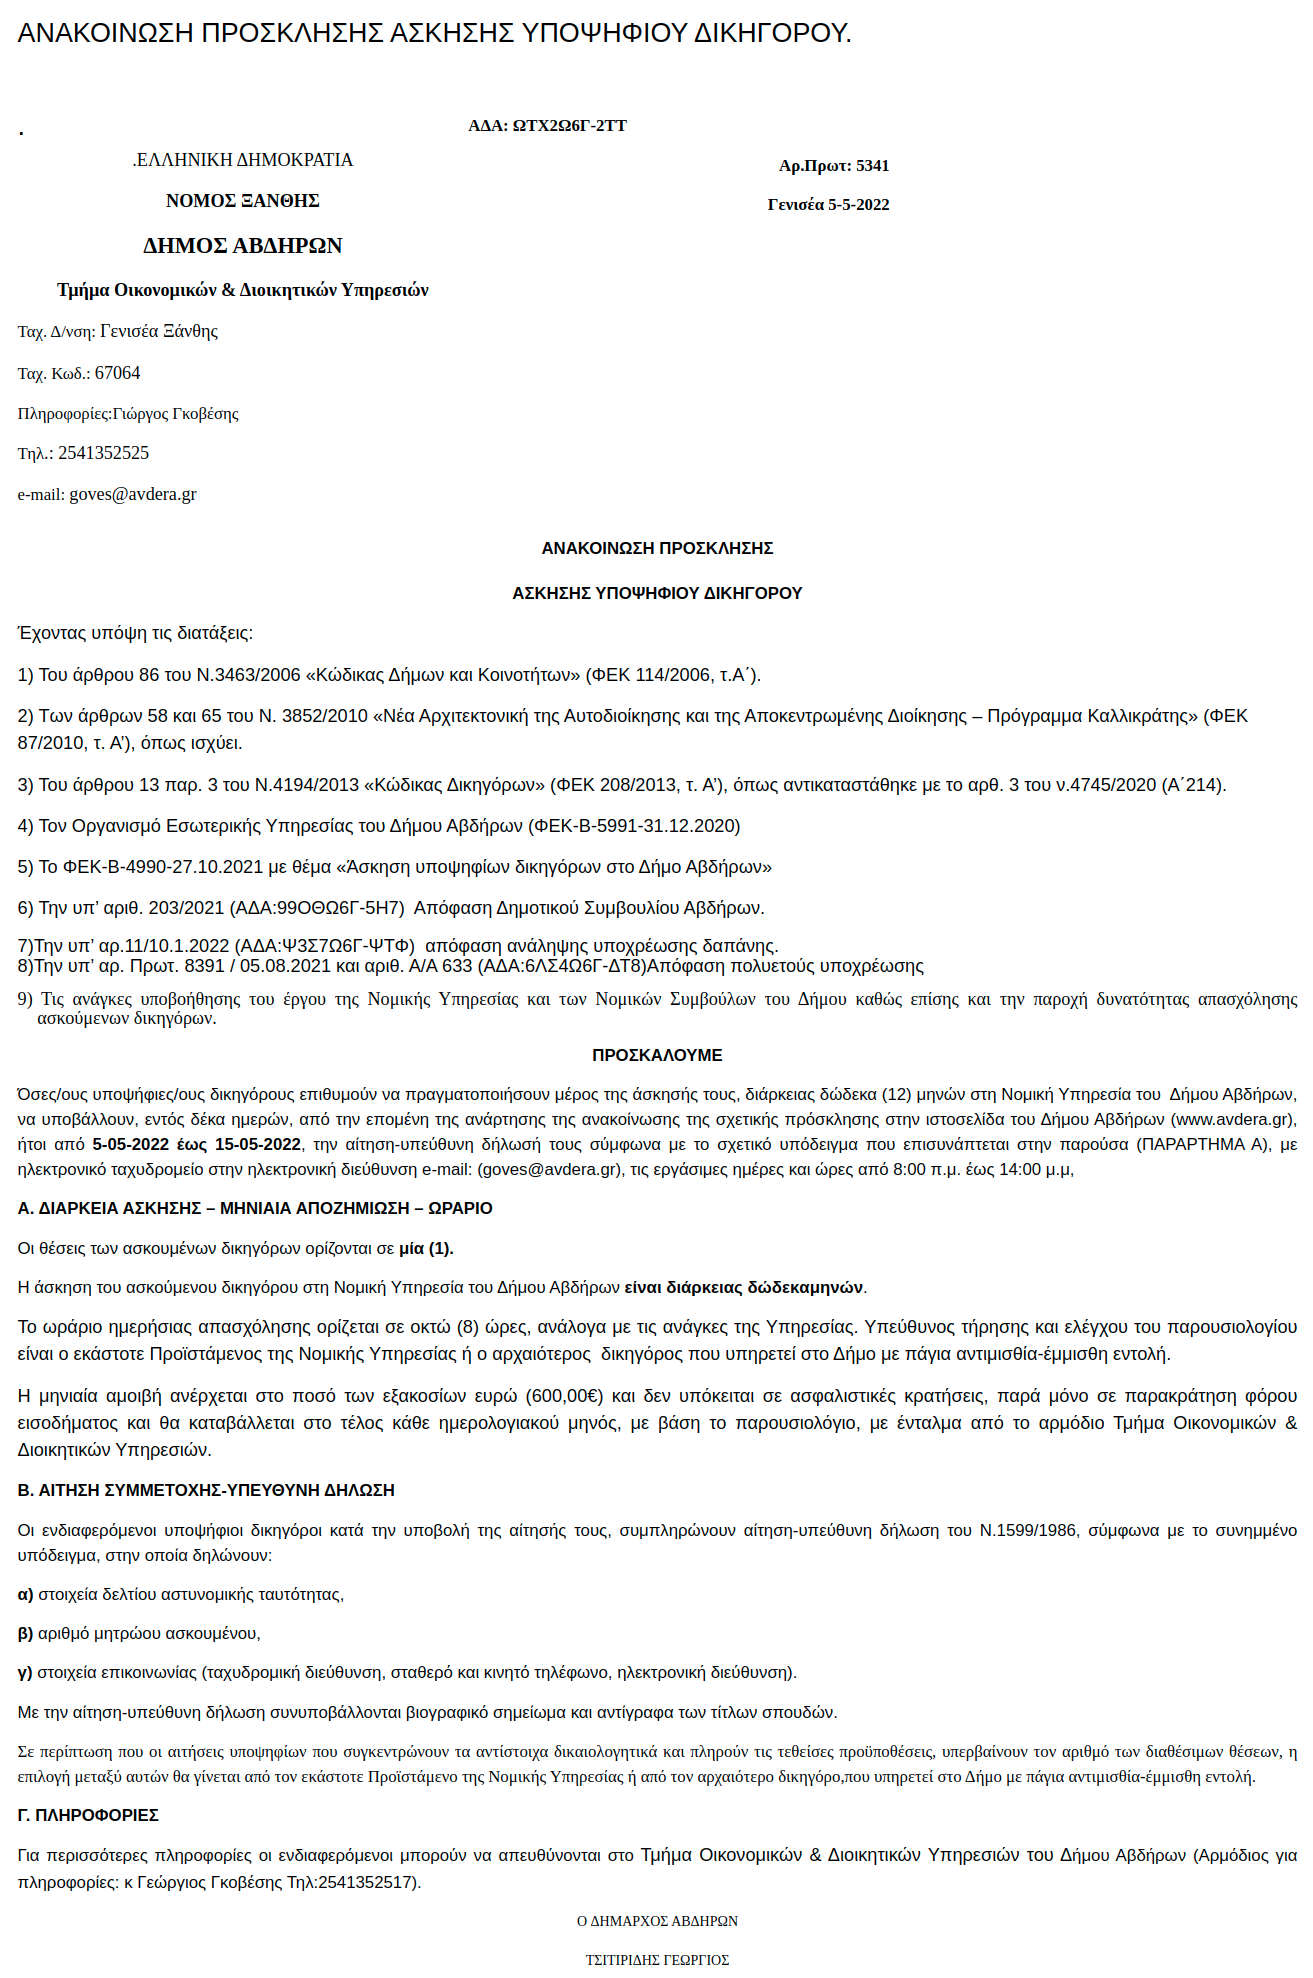 ΑΝΑΚΟΙΝΩΣΗ ΠΡΟΣΚΛΗΣΗΣ ΑΣΚΗΣΗΣ ΥΠΟΨΗΦΙΟΥ ΔΙΚΗΓΟΡΟΥ.
.
ΑΔΑ: ΩΤΧ2Ω6Γ-2ΤΤ
.ΕΛΛΗΝΙΚΗ ΔΗΜΟΚΡΑΤΙΑ
Αρ.Πρωτ: 5341
ΝΟΜΟΣ ΞΑΝΘΗΣ
Γενισέα 5-5-2022
ΔΗΜΟΣ ΑΒΔΗΡΩΝ
Τμήμα Οικονομικών & Διοικητικών Υπηρεσιών
Ταχ. Δ/νση: Γενισέα Ξάνθης
Ταχ. Κωδ.: 67064
Πληροφορίες:Γιώργος Γκοβέσης
Τηλ.: 2541352525
e-mail: goves@avdera.gr
ΑΝΑΚΟΙΝΩΣΗ ΠΡΟΣΚΛΗΣΗΣ
ΑΣΚΗΣΗΣ ΥΠΟΨΗΦΙΟΥ ΔΙΚΗΓΟΡΟΥ
Έχοντας υπόψη τις διατάξεις:
1) Του άρθρου 86 του Ν.3463/2006 «Κώδικας Δήμων και Κοινοτήτων» (ΦΕΚ 114/2006, τ.Α΄).
2) Των άρθρων 58 και 65 του Ν. 3852/2010 «Νέα Αρχιτεκτονική της Αυτοδιοίκησης και της Αποκεντρωμένης Διοίκησης – Πρόγραμμα Καλλικράτης» (ΦΕΚ
87/2010, τ. Α’), όπως ισχύει.
3) Του άρθρου 13 παρ. 3 του Ν.4194/2013 «Κώδικας Δικηγόρων» (ΦΕΚ 208/2013, τ. Α’), όπως αντικαταστάθηκε με το αρθ. 3 του ν.4745/2020 (Α΄214).
4) Τον Οργανισμό Εσωτερικής Υπηρεσίας του Δήμου Αβδήρων (ΦΕΚ-Β-5991-31.12.2020)
5) Το ΦΕΚ-Β-4990-27.10.2021 με θέμα «Άσκηση υποψηφίων δικηγόρων στο Δήμο Αβδήρων»
6) Την υπ’ αριθ. 203/2021 (ΑΔΑ:99ΟΘΩ6Γ-5Η7)  Απόφαση Δημοτικού Συμβουλίου Αβδήρων.
7)Την υπ’ αρ.11/10.1.2022 (ΑΔΑ:Ψ3Σ7Ω6Γ-ΨΤΦ)  απόφαση ανάληψης υποχρέωσης δαπάνης.
8)Την υπ’ αρ. Πρωτ. 8391 / 05.08.2021 και αριθ. Α/Α 633 (ΑΔΑ:6ΛΣ4Ω6Γ-ΔΤ8)Απόφαση πολυετούς υποχρέωσης
9) Τις ανάγκες υποβοήθησης του έργου της Νομικής Υπηρεσίας και των Νομικών Συμβούλων του Δήμου καθώς επίσης και την παροχή δυνατότητας απασχόλησης
ασκούμενων δικηγόρων.
ΠΡΟΣΚΑΛΟΥΜΕ
Όσες/ους υποψήφιες/ους δικηγόρους επιθυμούν να πραγματοποιήσουν μέρος της άσκησής τους, διάρκειας δώδεκα (12) μηνών στη Νομική Υπηρεσία του  Δήμου Αβδήρων,
να υποβάλλουν, εντός δέκα ημερών, από την επομένη της ανάρτησης της ανακοίνωσης της σχετικής πρόσκλησης στην ιστοσελίδα του Δήμου Αβδήρων (www.avdera.gr),
ήτοι από 5-05-2022 έως 15-05-2022, την αίτηση-υπεύθυνη δήλωσή τους σύμφωνα με το σχετικό υπόδειγμα που επισυνάπτεται στην παρούσα (ΠΑΡΑΡΤΗΜΑ Α), με
ηλεκτρονικό ταχυδρομείο στην ηλεκτρονική διεύθυνση e-mail: (goves@avdera.gr), τις εργάσιμες ημέρες και ώρες από 8:00 π.μ. έως 14:00 μ.μ,
Α. ΔΙΑΡΚΕΙΑ ΑΣΚΗΣΗΣ – ΜΗΝΙΑΙΑ ΑΠΟΖΗΜΙΩΣΗ – ΩΡΑΡΙΟ
Οι θέσεις των ασκουμένων δικηγόρων ορίζονται σε μία (1).
Η άσκηση του ασκούμενου δικηγόρου στη Νομική Υπηρεσία του Δήμου Αβδήρων είναι διάρκειας δώδεκαμηνών.
Το ωράριο ημερήσιας απασχόλησης ορίζεται σε οκτώ (8) ώρες, ανάλογα με τις ανάγκες της Υπηρεσίας. Υπεύθυνος τήρησης και ελέγχου του παρουσιολογίου
είναι ο εκάστοτε Προϊστάμενος της Νομικής Υπηρεσίας ή ο αρχαιότερος  δικηγόρος που υπηρετεί στο Δήμο με πάγια αντιμισθία-έμμισθη εντολή.
Η μηνιαία αμοιβή ανέρχεται στο ποσό των εξακοσίων ευρώ (600,00€) και δεν υπόκειται σε ασφαλιστικές κρατήσεις, παρά μόνο σε παρακράτηση φόρου
εισοδήματος και θα καταβάλλεται στο τέλος κάθε ημερολογιακού μηνός, με βάση το παρουσιολόγιο, με ένταλμα από το αρμόδιο Τμήμα Οικονομικών &
Διοικητικών Υπηρεσιών.
Β. ΑΙΤΗΣΗ ΣΥΜΜΕΤΟΧΗΣ-ΥΠΕΥΘΥΝΗ ΔΗΛΩΣΗ
Οι ενδιαφερόμενοι υποψήφιοι δικηγόροι κατά την υποβολή της αίτησής τους, συμπληρώνουν αίτηση-υπεύθυνη δήλωση του Ν.1599/1986, σύμφωνα με το συνημμένο
υπόδειγμα, στην οποία δηλώνουν:
α) στοιχεία δελτίου αστυνομικής ταυτότητας,
β) αριθμό μητρώου ασκουμένου,
γ) στοιχεία επικοινωνίας (ταχυδρομική διεύθυνση, σταθερό και κινητό τηλέφωνο, ηλεκτρονική διεύθυνση).
Με την αίτηση-υπεύθυνη δήλωση συνυποβάλλονται βιογραφικό σημείωμα και αντίγραφα των τίτλων σπουδών.
Σε περίπτωση που οι αιτήσεις υποψηφίων που συγκεντρώνουν τα αντίστοιχα δικαιολογητικά και πληρούν τις τεθείσες προϋποθέσεις, υπερβαίνουν τον αριθμό των διαθέσιμων θέσεων, η
επιλογή μεταξύ αυτών θα γίνεται από τον εκάστοτε Προϊστάμενο της Νομικής Υπηρεσίας ή από τον αρχαιότερο δικηγόρο,που υπηρετεί στο Δήμο με πάγια αντιμισθία-έμμισθη εντολή.
Γ. ΠΛΗΡΟΦΟΡΙΕΣ
Για περισσότερες πληροφορίες οι ενδιαφερόμενοι μπορούν να απευθύνονται στο Τμήμα Οικονομικών & Διοικητικών Υπηρεσιών του Δήμου Αβδήρων (Αρμόδιος για
πληροφορίες: κ Γεώργιος Γκοβέσης Τηλ:2541352517).
Ο ΔΗΜΑΡΧΟΣ ΑΒΔΗΡΩΝ
ΤΣΙΤΙΡΙΔΗΣ ΓΕΩΡΓΙΟΣ